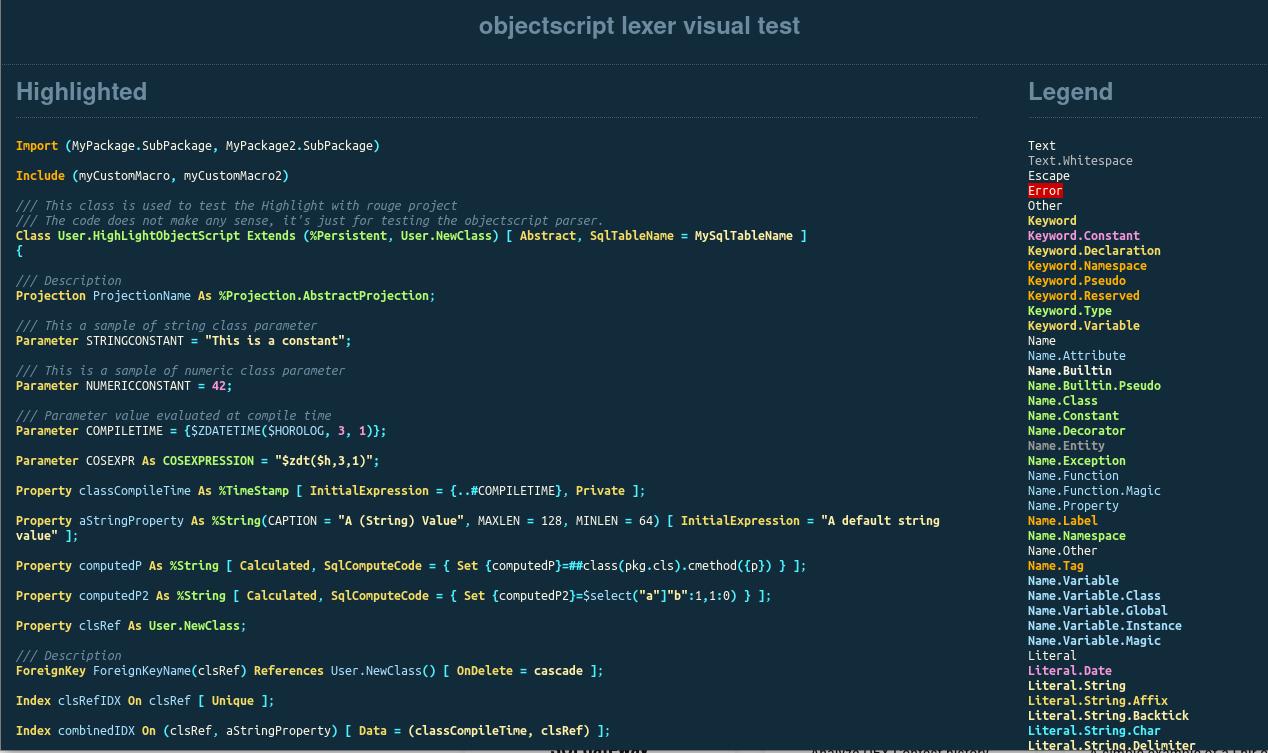 objectscript lexer visual test
Highlighted
Import (MyPackage.SubPackage, MyPackage2.SubPackage)
Include (myCustomMacro, myCustomMacro2)
/// This class is used to test the Highlight with rouge project
/// The code does not make any sense, it's just for testing the objectscript parser.
Class User.HighLightObjectScript Extends (%Persistent, User.NewClass) [ Abstract, SqlTableName = MySqlTableName ]
{
/// Description
Projection ProjectionName As %Projection.AbstractProjection;
/// This a sample of string class parameter
Parameter STRINGCONSTANT = "This is a constant";
/// This is a sample of numeric class parameter
Parameter NUMERICCONSTANT = 42;
/// Parameter value evaluated at compile time
Parameter COMPILETIME = {$ZDATETIME($HOROLOG, 3, 1)};
Parameter COSEXPR As COSEXPRESSION = "$zdt($h,3,1)";
Property classCompileTime As %TimeStamp [ InitialExpression = {..#COMPILETIME}, Private ];
Property aStringProperty As %String(CAPTION = "A (String) Value", MAXLEN = 128, MINLEN = 64) [ InitialExpression = "A default string
value" ];
Property computedP As %String [ Calculated, SqlComputeCode = { Set {computedP}=##class(pkg.cls).cmethod({p}) } ];
Property computedP2 As %String [ Calculated, SqlComputeCode = { Set {computedP2}=$select("a"]"b":1,1:0) } ];
Property clsRef As User.NewClass;
/// Description
ForeignKey ForeignKeyName(clsRef) References User.NewClass() [ OnDelete = cascade ];
Index clsRefIDX On clsRef [ Unique ];
Index combinedIDX On (clsRef, aStringProperty) [ Data = (classCompileTime, clsRef) ];
Legend
Text
Text.Whitespace
Escape
Error
Other
Keyword
Keyword.Constant
Keyword.Declaration
Keyword.Namespace
Keyword.Pseudo
Keyword.Reserved
Keyword.Type
Keyword.Variable
Name
Name.Attribute
Name.Builtin
Name.Builtin.Pseudo
Name.Class
Name.Constant
Name.Decorator
Name.Entity
Name.Exception
Name.Function
Name.Function.Magic
Name.Property
Name.Label
Name.Namespace
Name.Other
Name.Tag
Name.Variable
Name.Variable.Class
Name.Variable.Global
Name.Variable.Instance
Name.Variable.Magic
Literal
Literal.Date
Literal.String
Literal.String.Affix
Literal.String.Backtick
Literal.String.Char
Literal.String.Delimiter